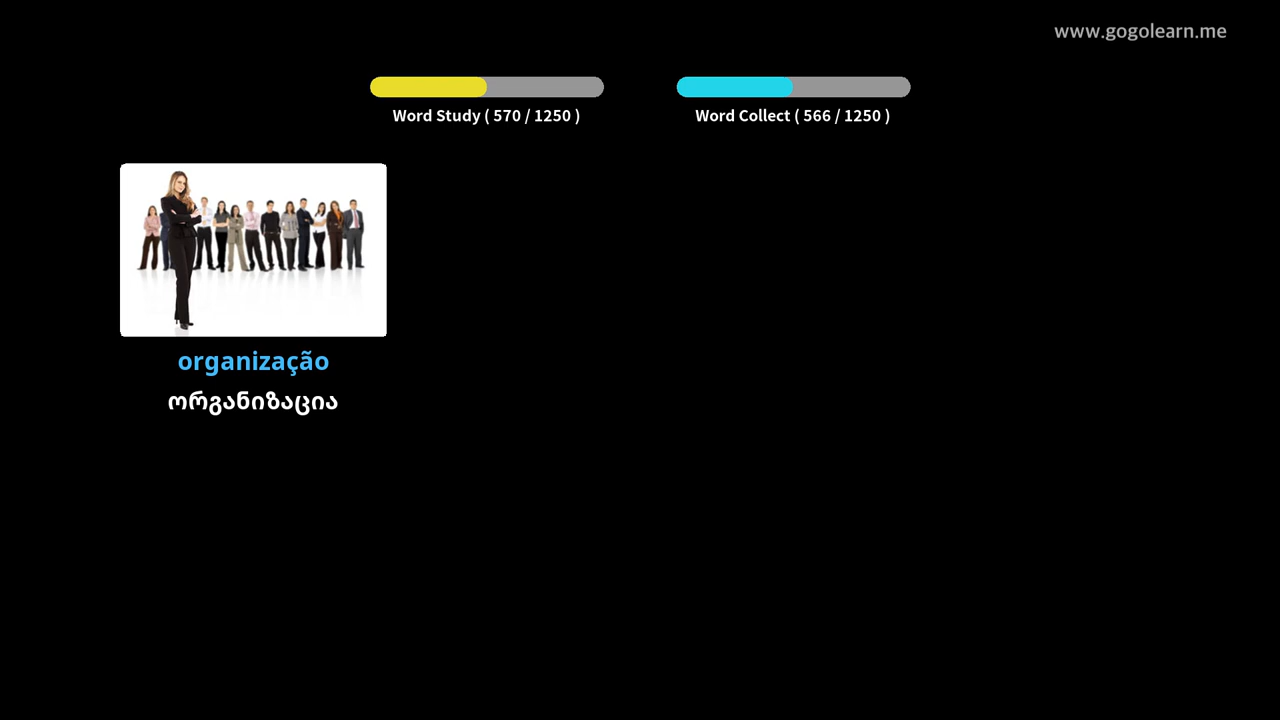 www.gogolearn.me
Word Study ( 570 / 1250 )
Word Collect ( 566 / 1250 )
organização
ორგანიზაცია